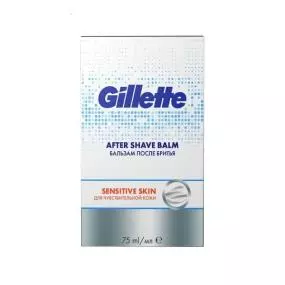 Gillette
AFTER SHAVE BALM
БАЛЬЗАМ ПОСЛЕ БРИТЬЯ
SENSITIVE SKIN
ДЛЯ ЧУВСТВИТЕЛЬНОЙ КОЖИ
75 ml/мл ℮